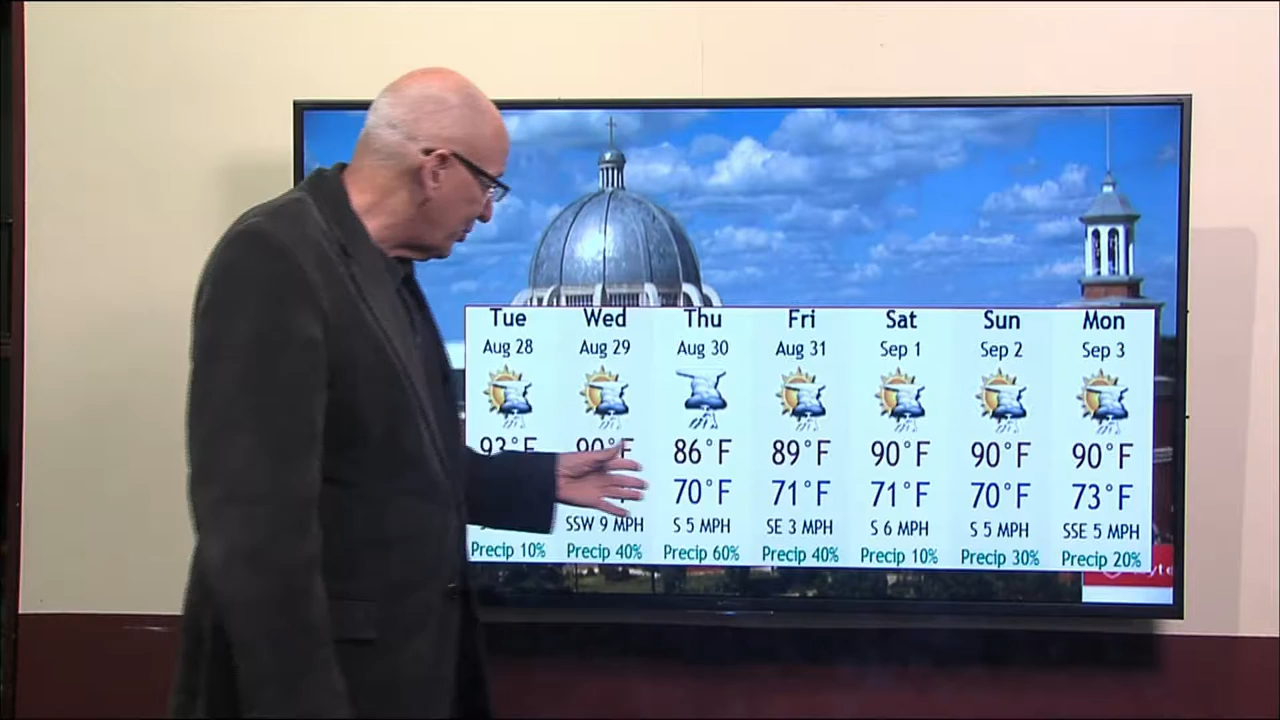 Tue Wed Thu Fri Sat Sun Mon
Aug 28 Aug 29 Aug 30 Aug 31 Sep 1 Sep 2 Sep 3
93°F 90°F 86°F 89°F 90°F 90°F 90°F
70°F 71°F 71°F 70°F 73°F
SSW 9 MPH S 5 MPH SE 3 MPH S 6 MPH S 5 MPH SSE 5 MPH
Precip 10% Precip 40% Precip 60% Precip 40% Precip 10% Precip 30% Precip 20%